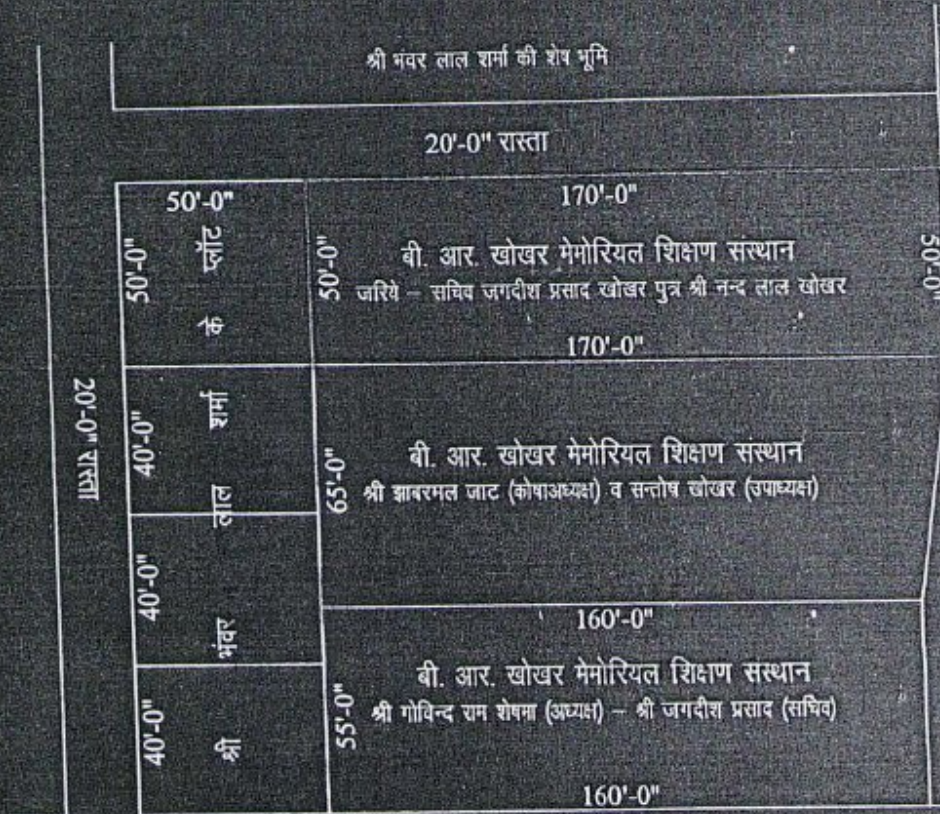 श्री भंवर लाल शर्मा की शेष भूमि
20'-0" रास्ता
50'-0"
170'-0"
50'-0"
50'-0"
50'-0"
बी. आर. खोखर मेमोरियल शिक्षण संस्थान
जरिये – सचिव जगदीश प्रसाद खोखर पुत्र श्री नन्द लाल खोखर
170'-0"
20'-0" रास्ता
श्री भंवर लाल शर्मा के प्लॉट
40'-0"
40'-0"
40'-0"
65'-0"
बी. आर. खोखर मेमोरियल शिक्षण संस्थान
श्री झाबरमल जाट (कोषाअध्यक्ष) व सन्तोष खोखर (उपाध्यक्ष)
160'-0"
55'-0"
बी. आर. खोखर मेमोरियल शिक्षण संस्थान
श्री गोविन्द राम शेषमा (अध्यक्ष) – श्री जगदीश प्रसाद (सचिव)
160'-0"